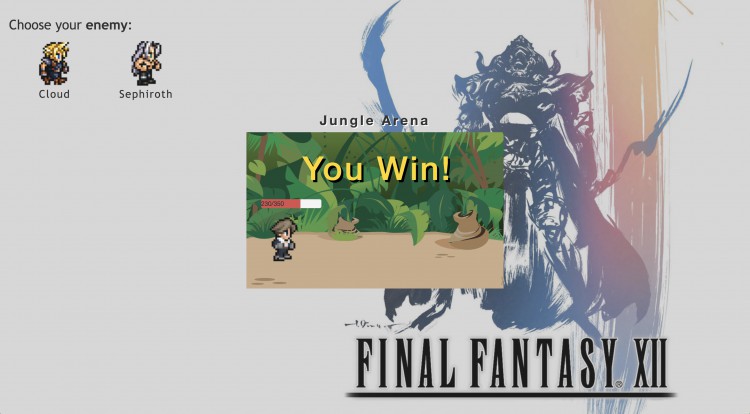 Choose your enemy:
Cloud
Sephiroth
Jungle Arena
You Win!
FINAL FANTASY® XII